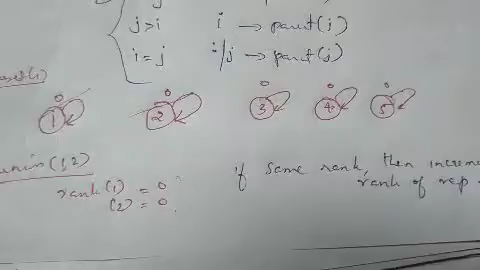 j>i i → parent(j)
i=j i/j → parent(j)
0 0 0 0 0
1 2 3 4 5
union(1,2)
rank(1) = 0 if same rank, then increme
(2) = 0 rank of rep